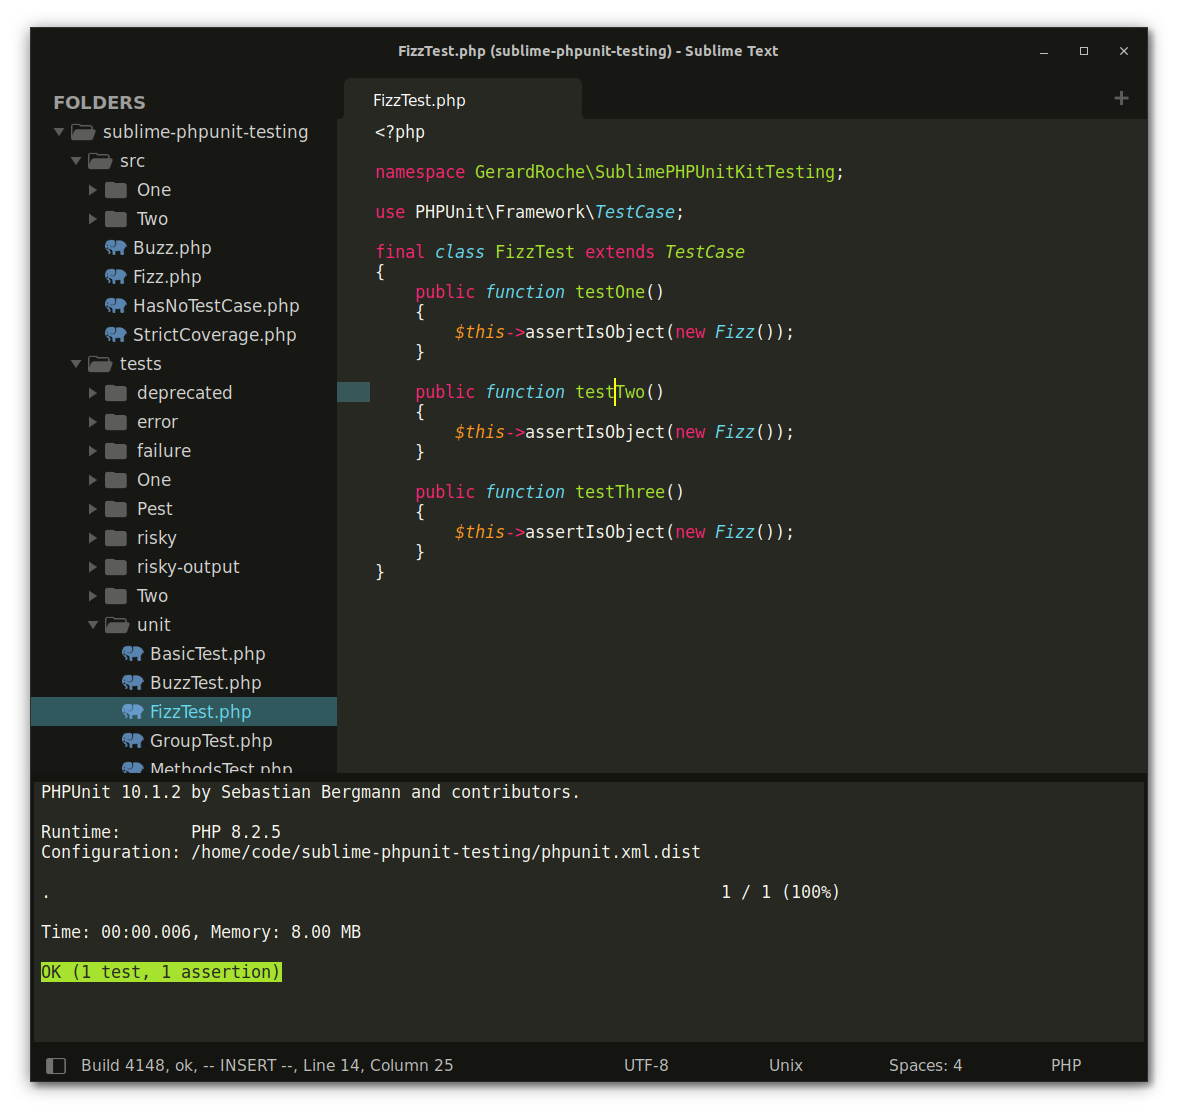 FizzTest.php (sublime-phpunit-testing) - Sublime Text
FOLDERS
sublime-phpunit-testing
src
One
Two
Buzz.php
Fizz.php
HasNoTestCase.php
StrictCoverage.php
tests
deprecated
error
failure
One
Pest
risky
risky-output
Two
unit
BasicTest.php
BuzzTest.php
FizzTest.php
GroupTest.php
MethodsTest.php
FizzTest.php
<?php
namespace GerardRoche\SublimePHPUnitKitTesting;
use PHPUnit\Framework\TestCase;
final class FizzTest extends TestCase
{
    public function testOne()
    {
        $this->assertIsObject(new Fizz());
    }
    public function testTwo()
    {
        $this->assertIsObject(new Fizz());
    }
    public function testThree()
    {
        $this->assertIsObject(new Fizz());
    }
}
PHPUnit 10.1.2 by Sebastian Bergmann and contributors.
Runtime:       PHP 8.2.5
Configuration: /home/code/sublime-phpunit-testing/phpunit.xml.dist
.                                                                   1 / 1 (100%)
Time: 00:00.006, Memory: 8.00 MB
OK (1 test, 1 assertion)
Build 4148, ok, -- INSERT --, Line 14, Column 25 UTF-8 Unix Spaces: 4 PHP